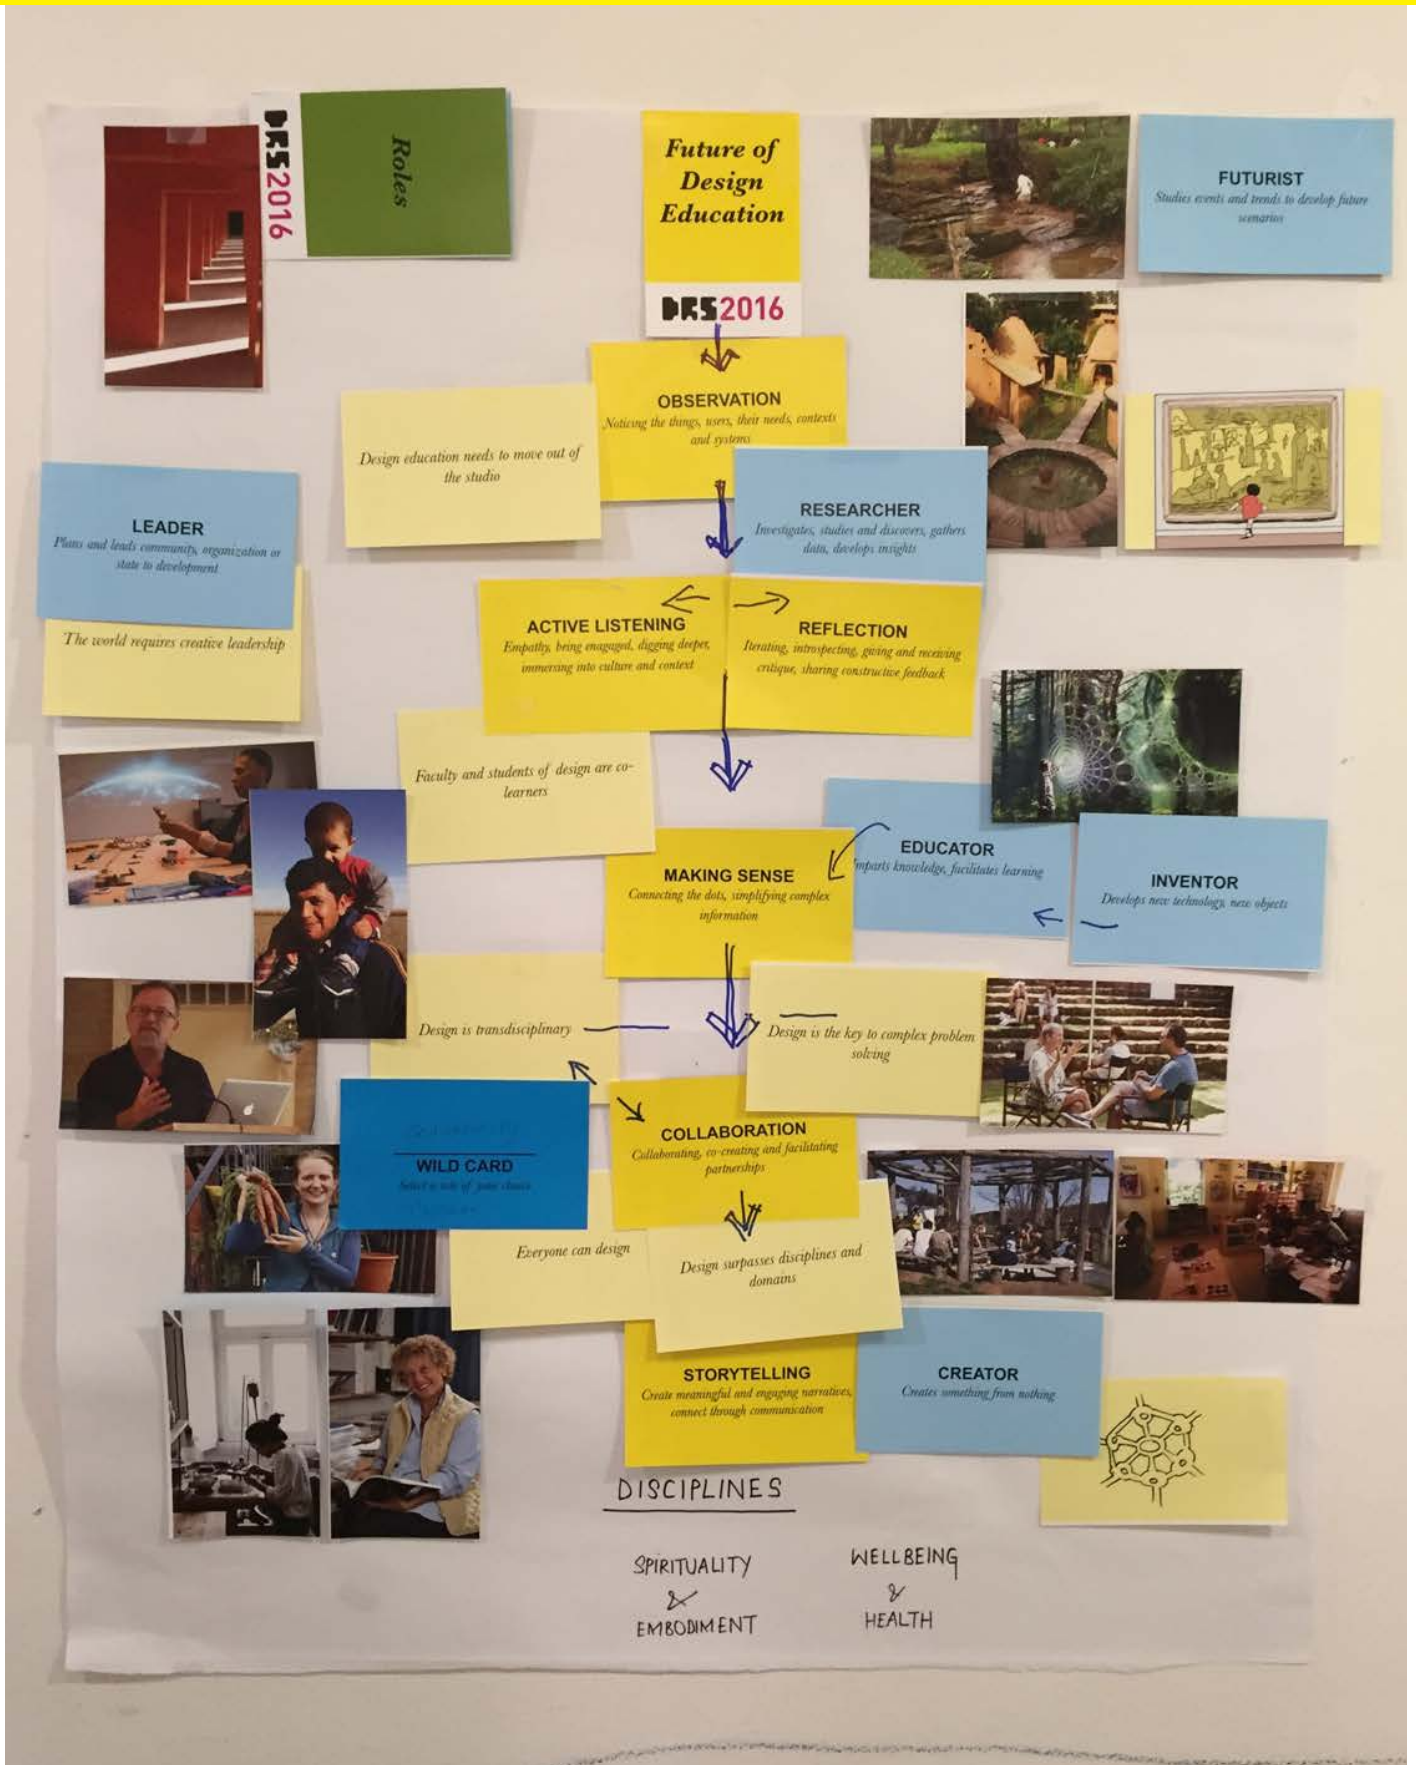 DRS2016
Roles
Future of
Design
Education
DRS2016
FUTURIST
Studies events and trends to develop future
scenarios
OBSERVATION
Noticing the things, users, their needs, contexts
and systems
Design education needs to move out of
the studio
LEADER
Plans and leads community, organization or
state to development
The world requires creative leadership
RESEARCHER
Investigates, studies and discovers, gathers
data, develops insights
ACTIVE LISTENING
Empathy, being enagaged, digging deeper,
immersing into culture and context
REFLECTION
Iterating, introspecting, giving and receiving
critique, sharing constructive feedback
Faculty and students of design are co-
learners
MAKING SENSE
Connecting the dots, simplifying complex
information
EDUCATOR
Imparts knowledge, facilitates learning
INVENTOR
Develops new technology, new objects
Design is transdisciplinary
Design is the key to complex problem
solving
COLLABORATION
Collaborating, co-creating and facilitating
partnerships
WILD CARD
Select a role of your choice
Everyone can design
Design surpasses disciplines and
domains
STORYTELLING
Create meaningful and engaging narratives,
connect through communication
CREATOR
Creates something from nothing
DISCIPLINES
SPIRITUALITY
&
EMBODIMENT
WELLBEING
&
HEALTH